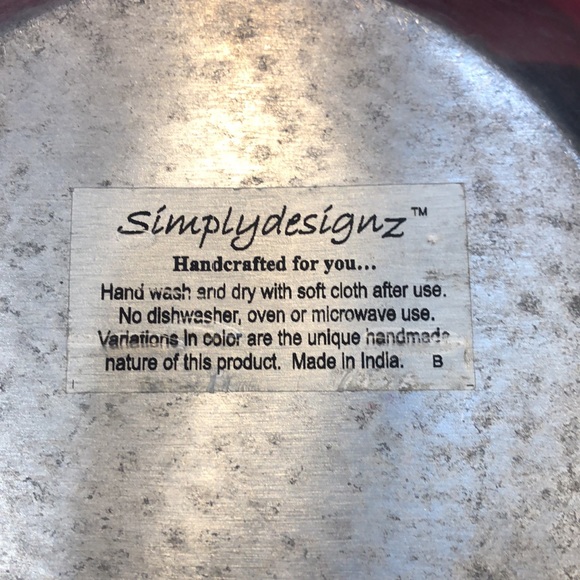 Simplydesignz™
Handcrafted for you...
Hand wash and dry with soft cloth after use.
No dishwasher, oven or microwave use.
Variations in color are the unique handmade
nature of this product. Made in India. B